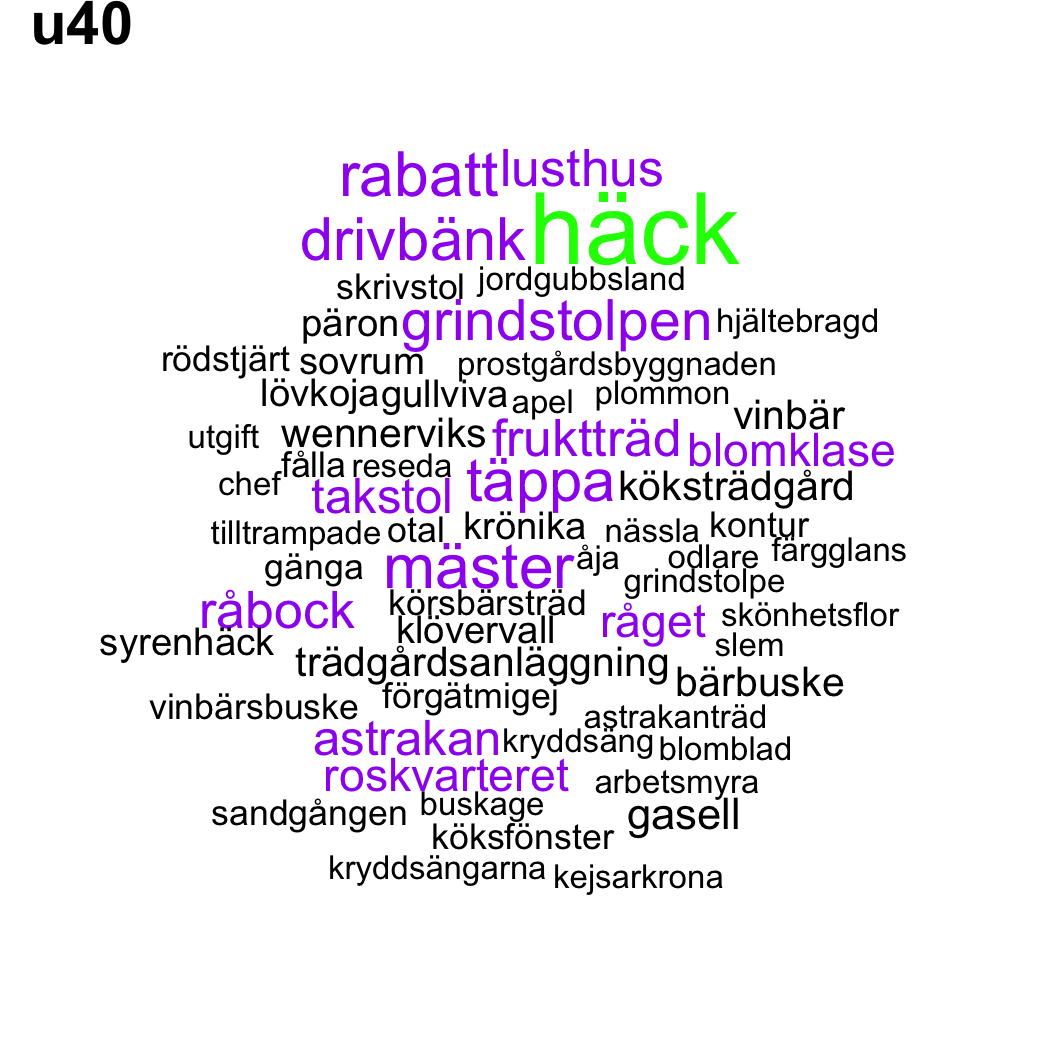 u40
rabatt lusthus
drivbänk häck
skrivstol jordgubbsland
päron grindstolpen hjältebragd
rödstjärt sovrum prostgårdsbyggnaden
lövkoja gullviva apel plommon
utgift wennerviks fruktträd vinbär
fålla reseda blomklase
chef takstol täppa köksträdgård
tilltrampade otal krönika nässla kontur
gänga mäster åja odlare färgglans
grindstolpe
råbock körsbärsträd råget skönhetsflor
syrenhäck klövervall slem
trädgårdsanläggning bärbuske
vinbärsbuske förgätmigej astrakanträd
astrakan kryddsäng blomblad
roskvarteret arbetsmyra
sandgången buskage gasell
köksfönster
kryddsängarna kejsarkrona